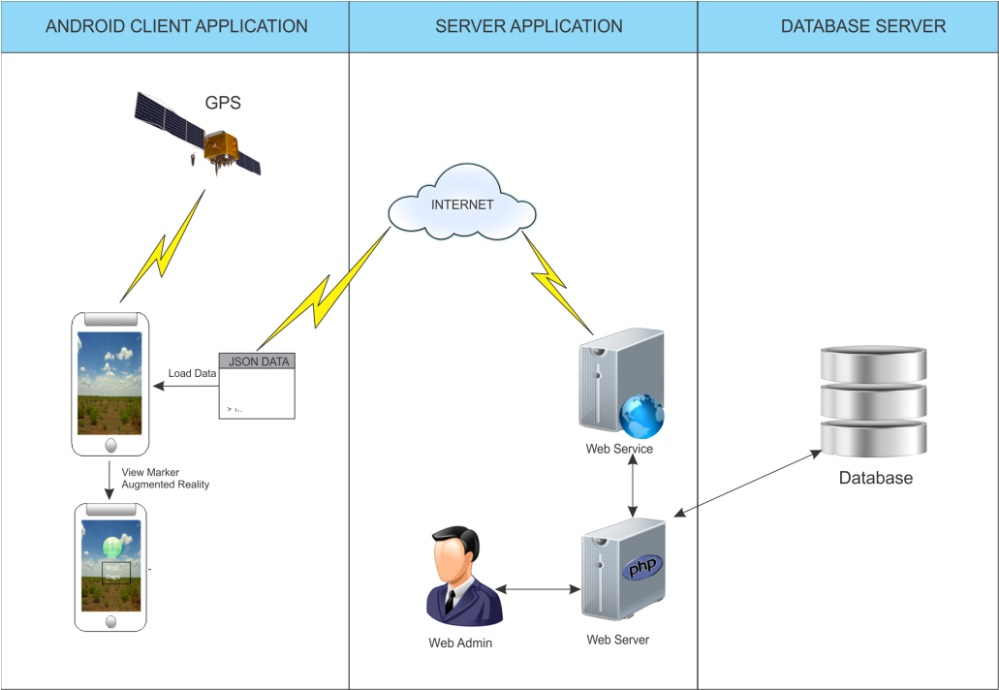 ANDROID CLIENT APPLICATION
SERVER APPLICATION
DATABASE SERVER
GPS
INTERNET
JSON DATA
Load Data
View Marker
Augmented Reality
Web Service
Database
php
Web Admin
Web Server